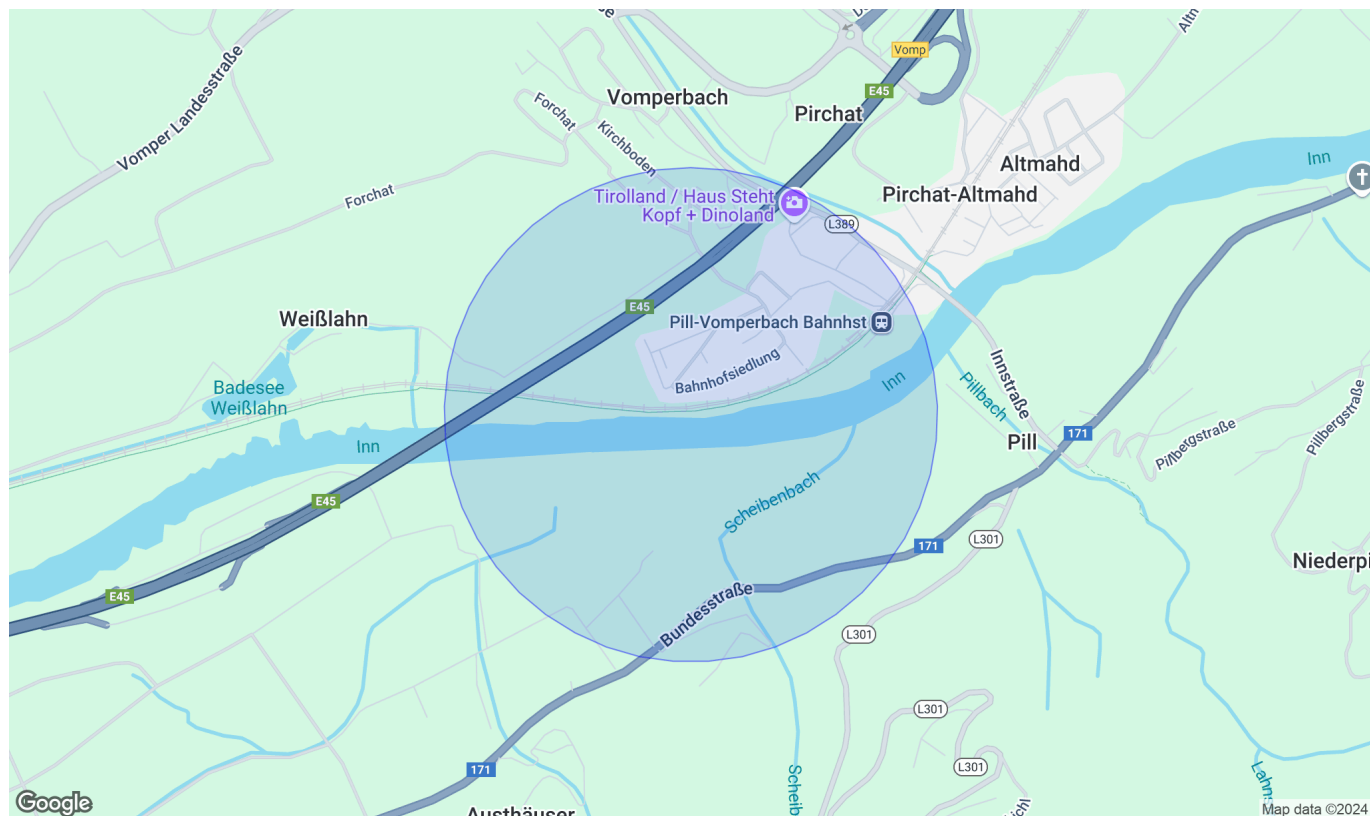 Vomp
E45
Vomper Landesstraße
Vomperbach
Forchat
Pirchat
Kirchboden
Altmahd
Inn
Forchat
Tirolland / Haus Steht
Kopf + Dinoland
Pirchat-Altmahd
L389
E45
Weißlahn
Pill-Vomperbach Bahnhst
Bahnhofsiedlung
Innstraße
Badesee
Weißlahn
Inn
Pillbach
Pillbergstraße
Inn
Pill
171
Pillbergstraße
E45
Scheibenbach
L301
171
Niederpi
E45
Bundesstraße
L301
L301
171
L301
Scheib
Lahns
Austhäuser
Google
Map data ©2024